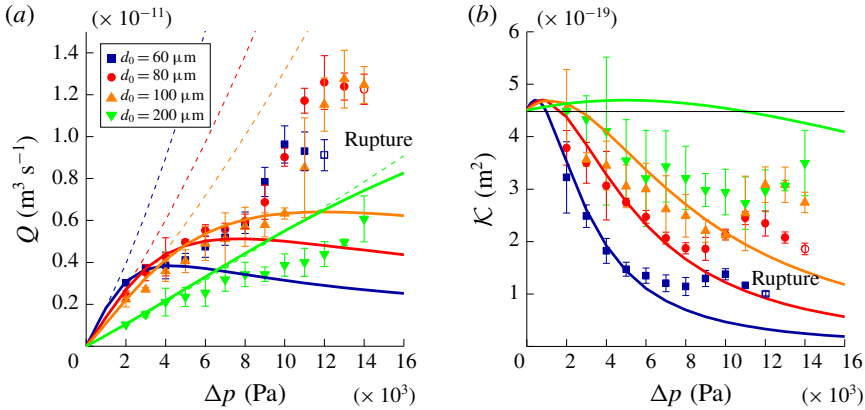 (a)
(× 10⁻¹¹)
1.4
1.2
1.0
0.8
0.6
0.4
0.2
Q (m³ s⁻¹)
d₀ = 60 μm
d₀ = 80 μm
d₀ = 100 μm
d₀ = 200 μm
Rupture
0
2
4
6
8
10
12
14
16
Δp (Pa)
(× 10³)
(b)
(× 10⁻¹⁹)
6
5
4
3
2
1
𝒦 (m²)
Rupture
0
2
4
6
8
10
12
14
16
Δp (Pa)
(× 10³)